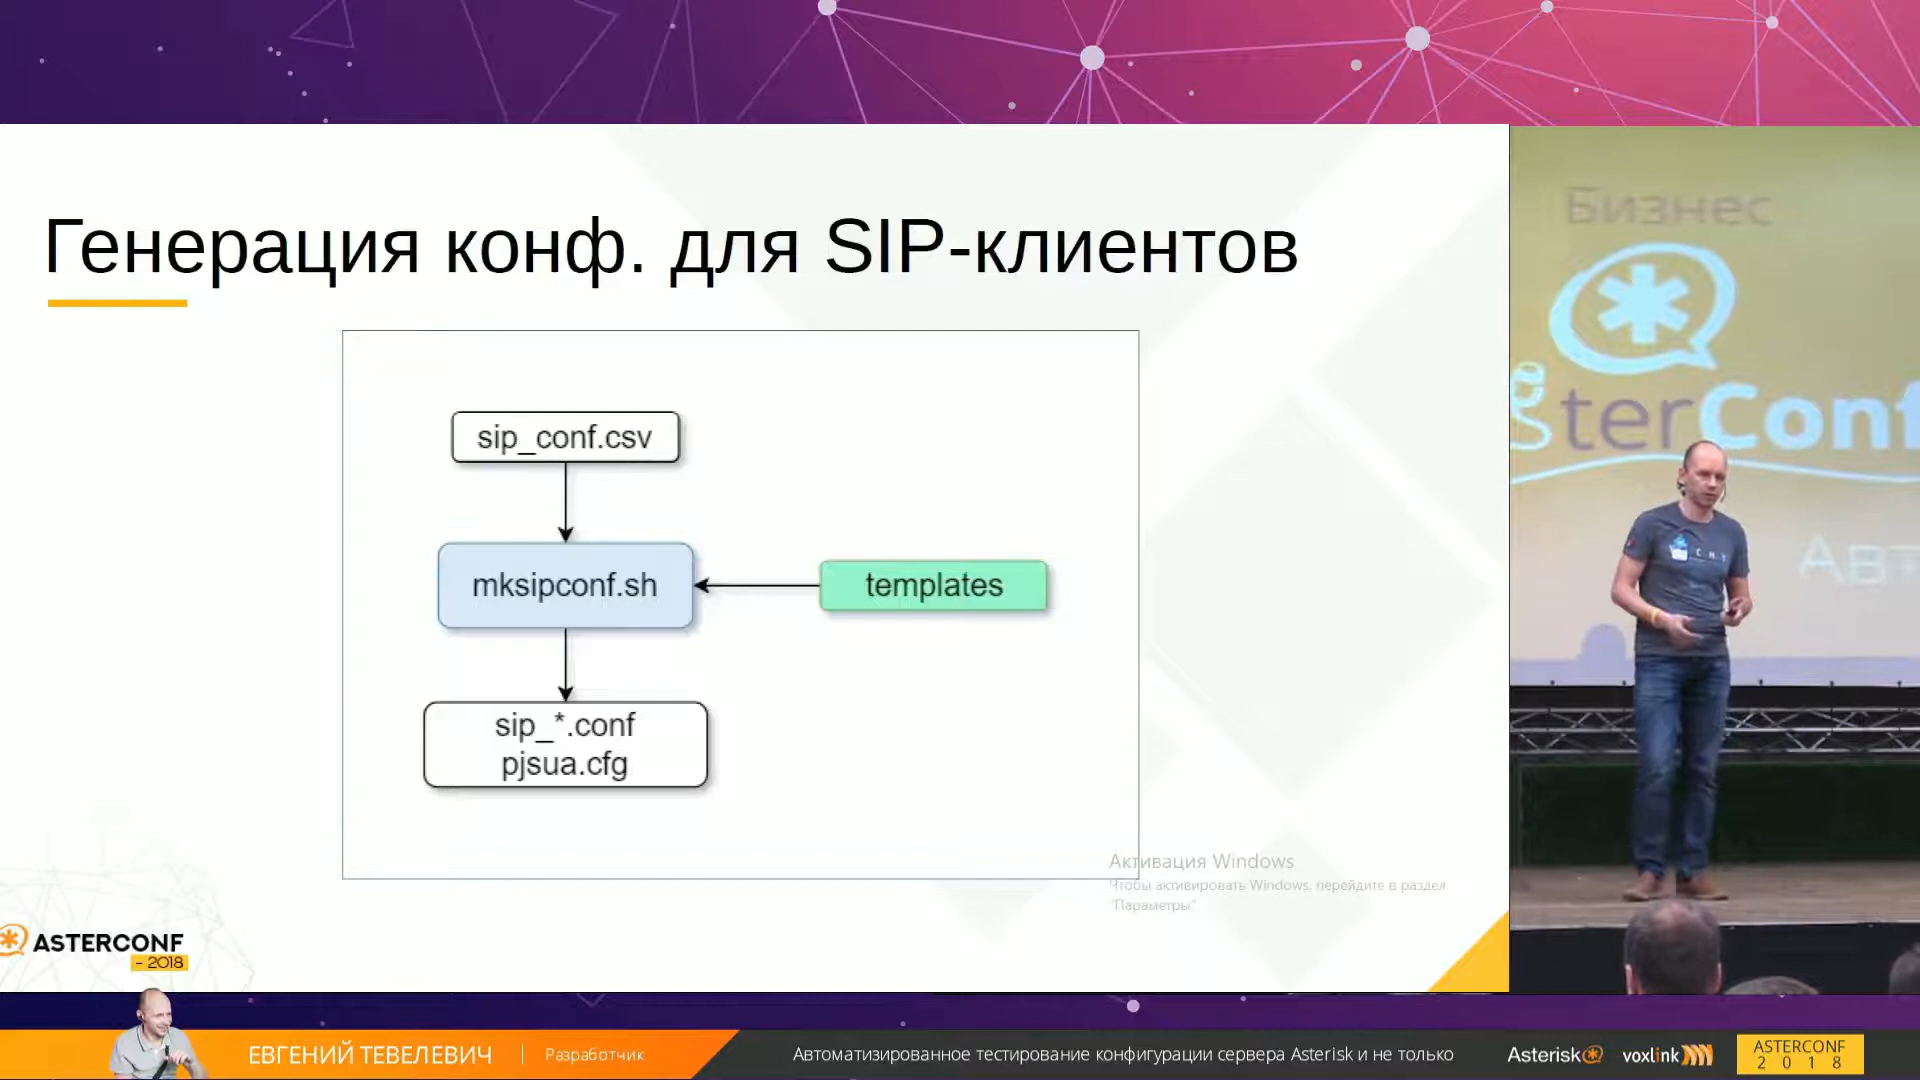 Генерация конф. для SIP-клиентов
sip_conf.csv
mksipconf.sh
templates
sip_*.conf
pjsua.cfg
Активация Windows
Чтобы активировать Windows, перейдите в раздел
"Параметры"
ASTERCONF
- 2018
Бизнес
terConf
Авт
C H T
ЕВГЕНИЙ ТЕВЕЛЕВИЧ
Разработчик
Автоматизированное тестирование конфигурации сервера Asterisk и не только
Asterisk
voxlink
ASTERCONF
2 0 1 8